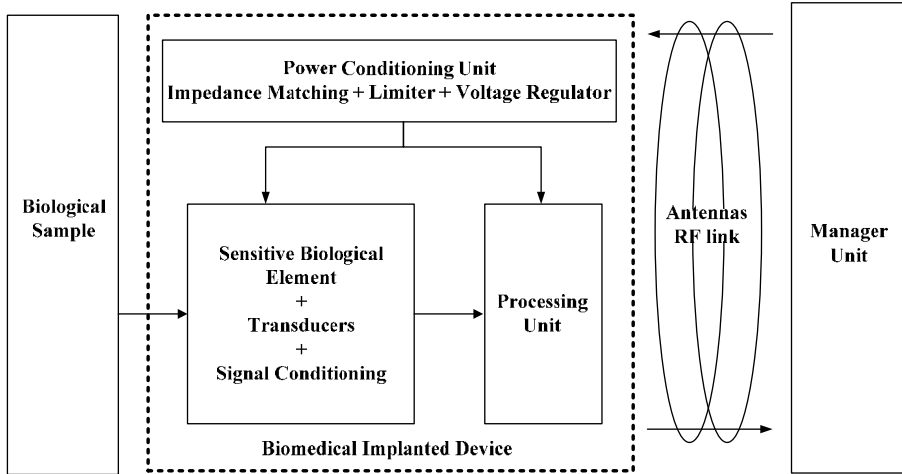 Power Conditioning Unit
Impedance Matching + Limiter + Voltage Regulator
Biological
Sample
Sensitive Biological
Element
+
Transducers
+
Signal Conditioning
Processing
Unit
Antennas
RF link
Manager
Unit
Biomedical Implanted Device